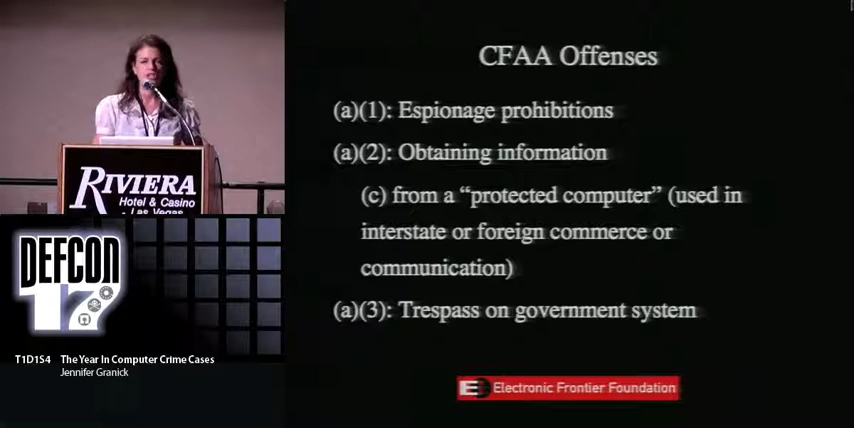 CFAA Offenses
(a)(1): Espionage prohibitions
(a)(2): Obtaining information
(c) from a “protected computer” (used in
interstate or foreign commerce or
communication)
(a)(3): Trespass on government system
Electronic Frontier Foundation
RIVIERA
Hotel & Casino
Las Vegas
DEFCON
17
T1D1S4 The Year In Computer Crime Cases
Jennifer Granick